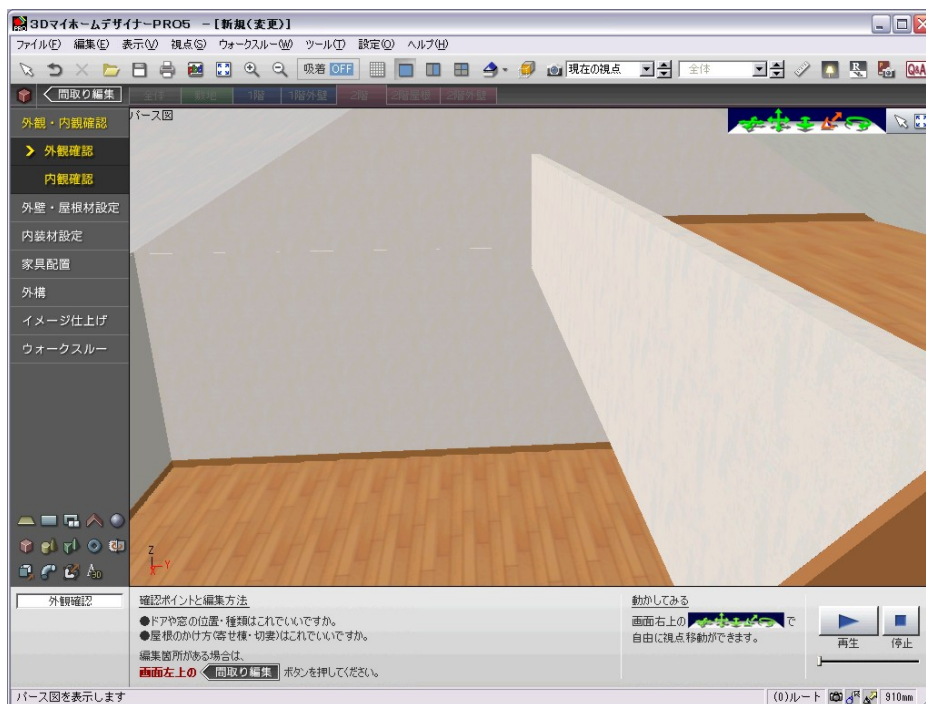 3DマイホームデザイナーPRO5 －[新規(変更)]
ファイル(F) 編集(E) 表示(V) 視点(S) ウォークスルー(W) ツール(T) 設定(O) ヘルプ(H)
吸着 OFF 現在の視点 全体 Q&A
間取り編集 全体 敷地 1階 1階外壁 2階 2階屋根 2階外壁
外観・内観確認
パース図
外観確認
内観確認
外壁・屋根材設定
内装材設定
家具配置
外構
イメージ仕上げ
ウォークスルー
Z
X Y
外観確認
確認ポイントと編集方法
●ドアや窓の位置・種類はこれでいいですか。
●屋根のかけ方(寄せ棟・切妻)はこれでいいですか。
編集箇所がある場合は、
画面左上の 間取り編集 ボタンを押してください。
動かしてみる
画面右上の で
自由に視点移動ができます。
再生 停止
パース図を表示します (0)ルート 910mm